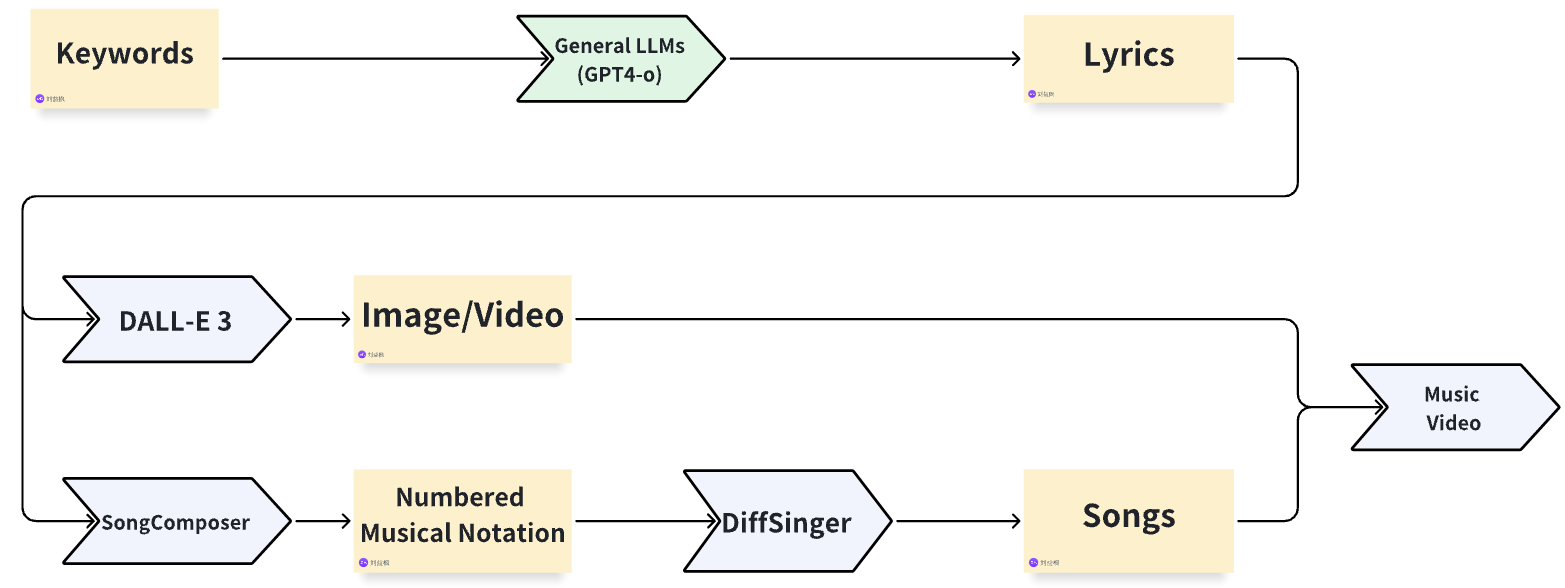 Keywords
General LLMs
(GPT4-o)
Lyrics
DALL-E 3
Image/Video
Music
Video
SongComposer
Numbered
Musical Notation
DiffSinger
Songs